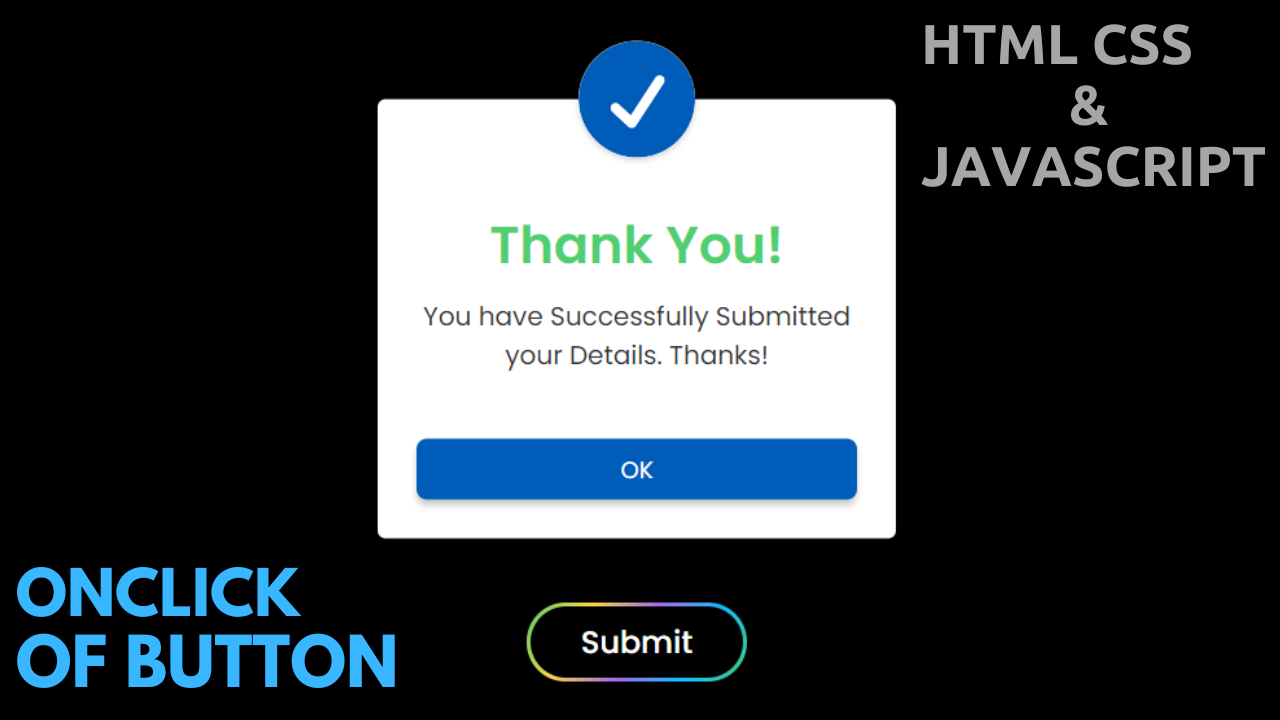 HTML CSS
&
JAVASCRIPT
Thank You!
You have Successfully Submitted
your Details. Thanks!
OK
ONCLICK
OF BUTTON
Submit